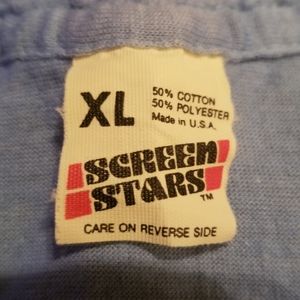 XL
50% COTTON
50% POLYESTER
Made in U.S.A.
SCREEN
STARS
TM
CARE ON REVERSE SIDE